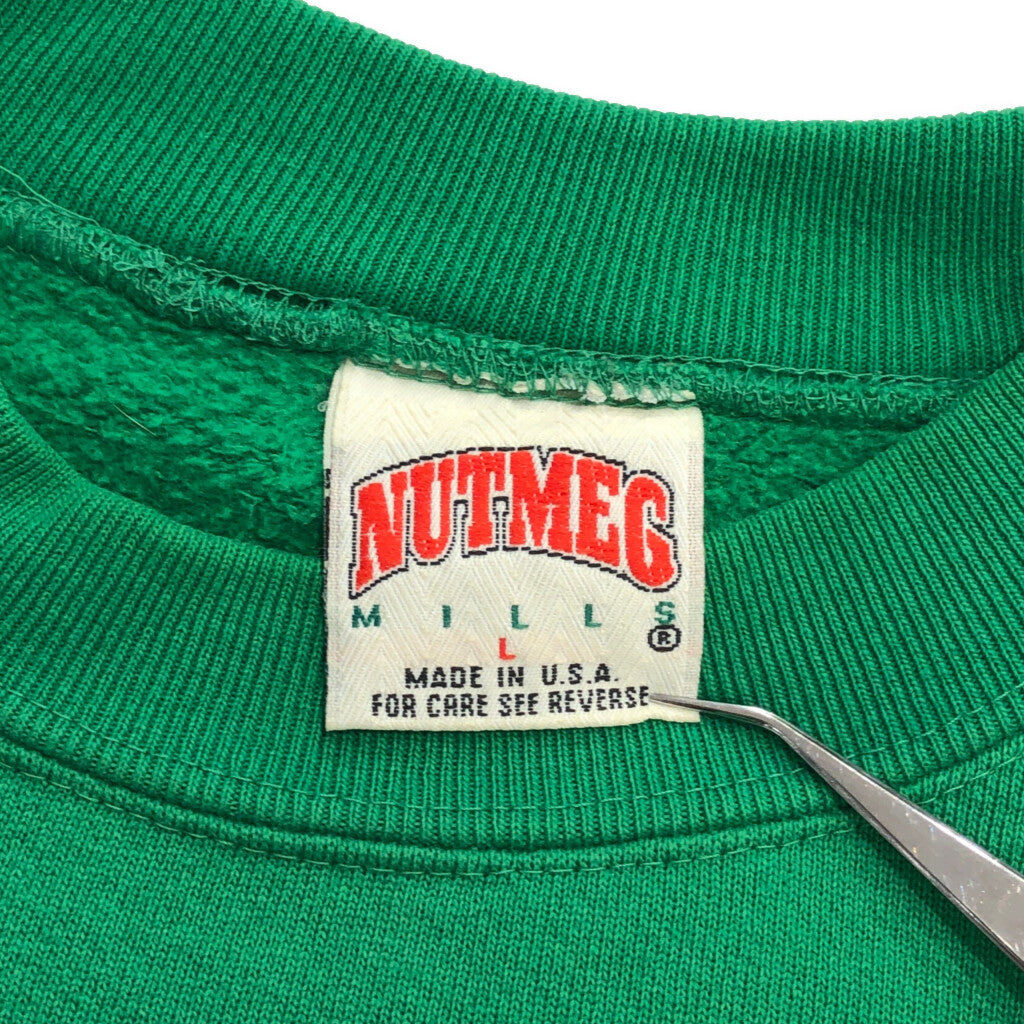 NUTMEG
MILLS
®
L
MADE IN U.S.A.
FOR CARE SEE REVERSE